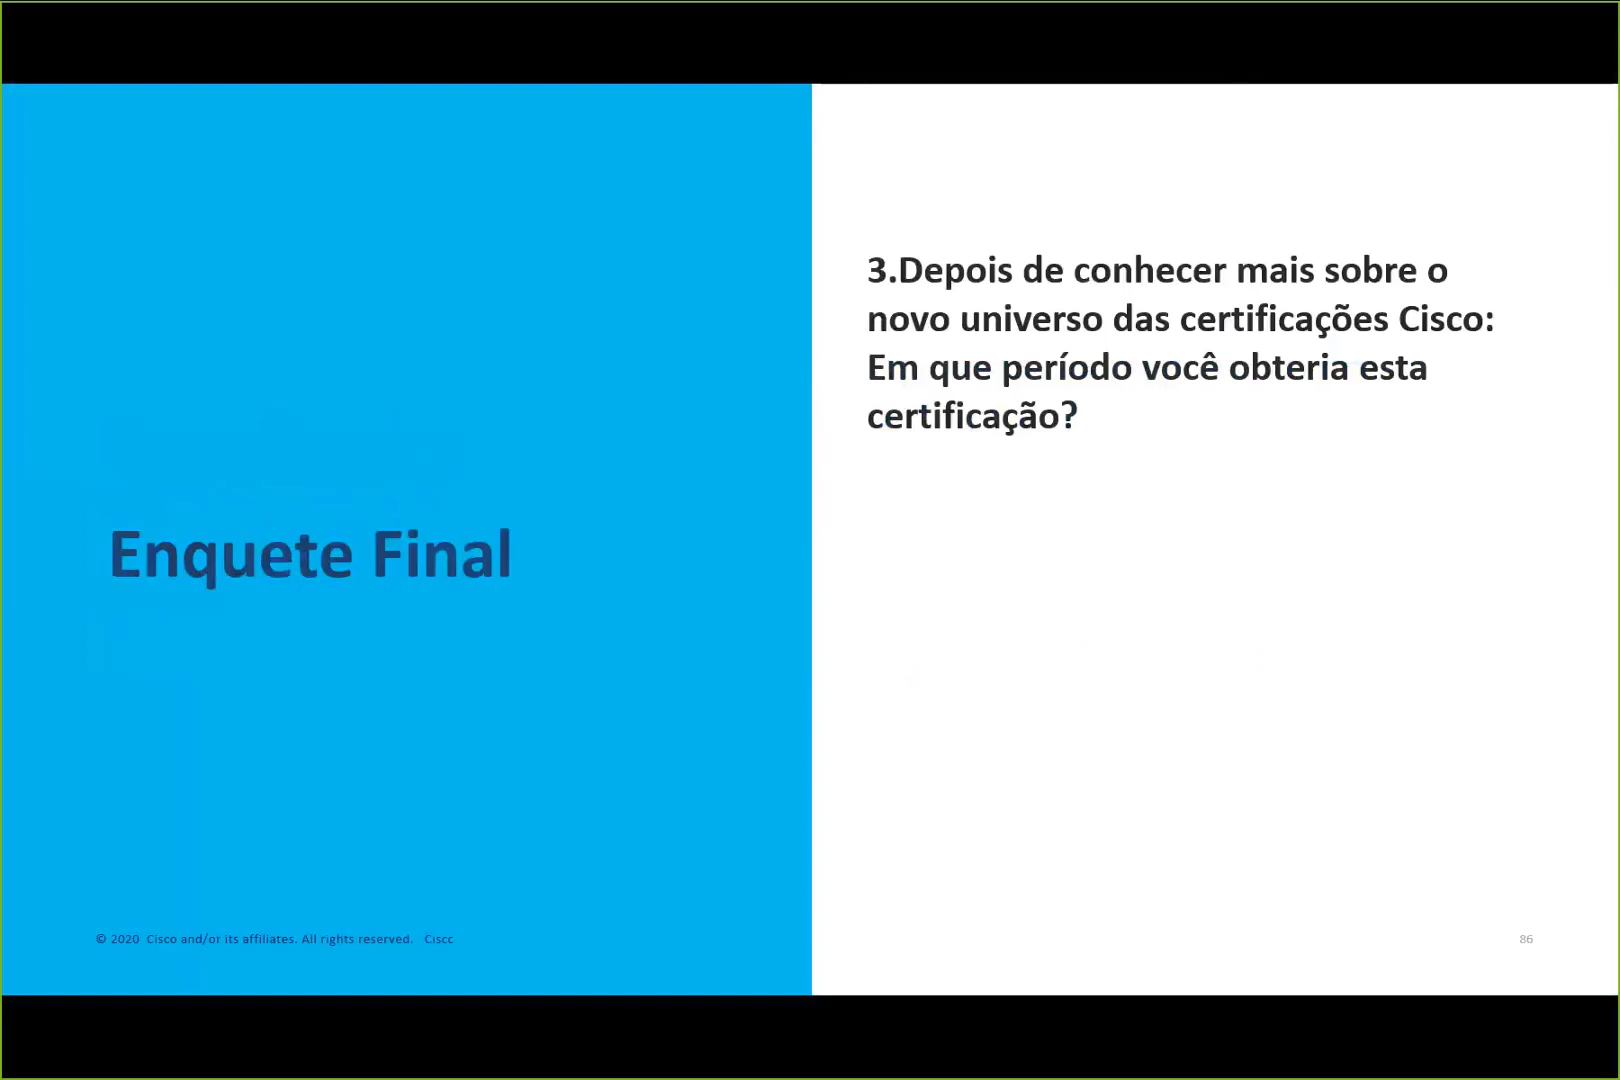 3.Depois de conhecer mais sobre o
novo universo das certificações Cisco:
Em que período você obteria esta
certificação?
Enquete Final
© 2020 Cisco and/or its affiliates. All rights reserved.
86